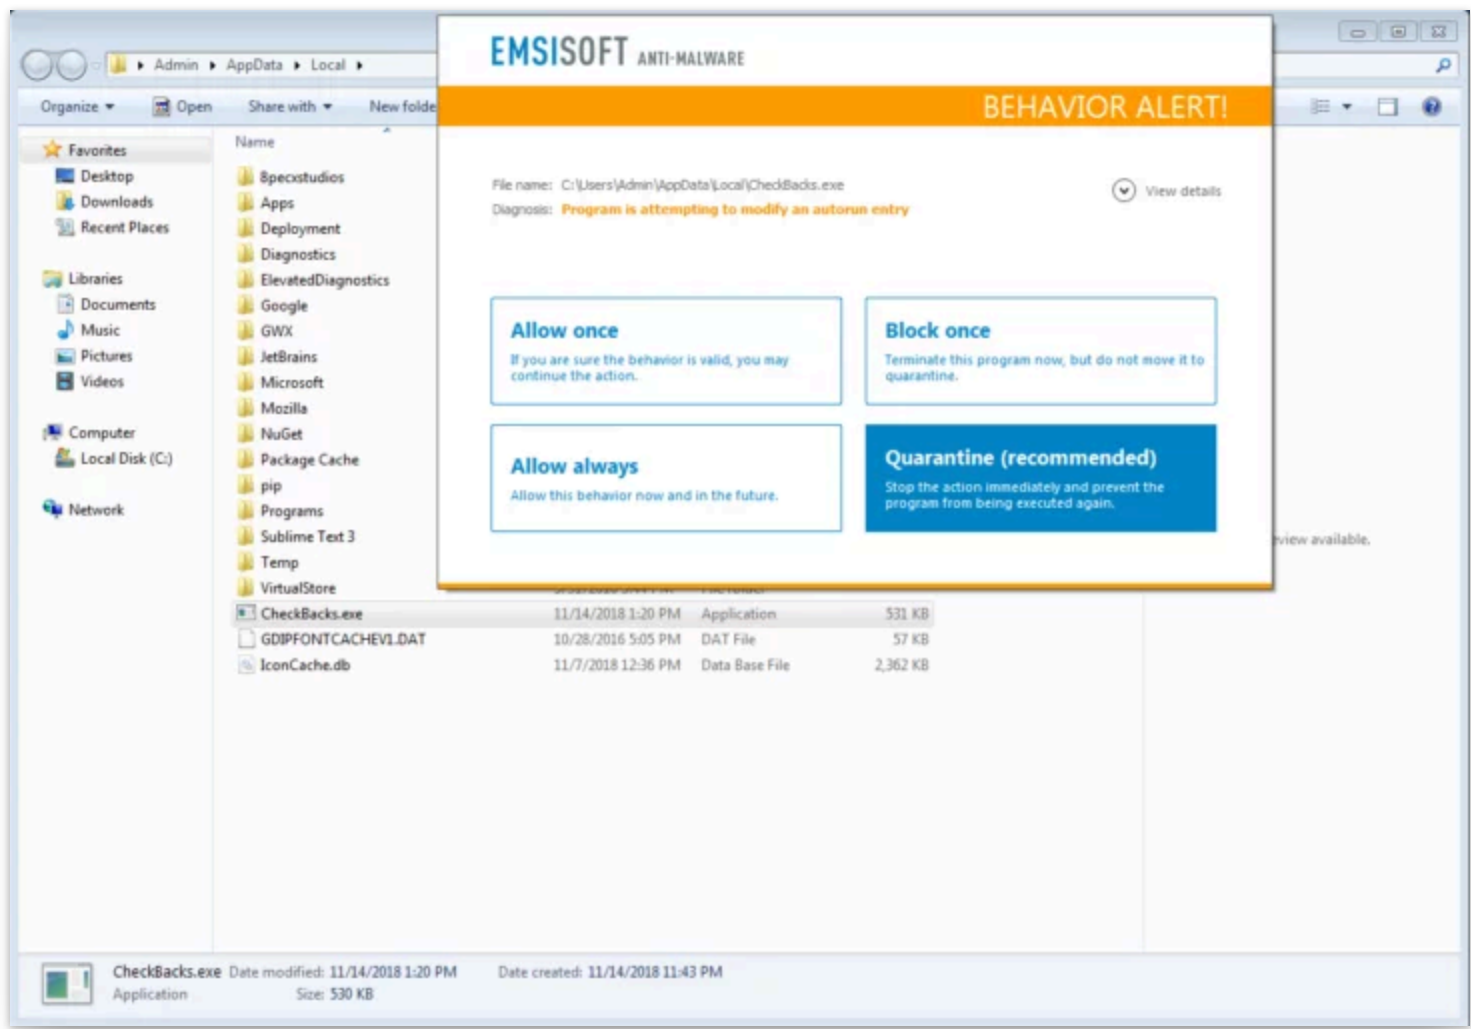 Admin ▸ AppData ▸ Local ▸
Organize ▾ Open Share with ▾ New folde
Favorites
Desktop
Downloads
Recent Places
Libraries
Documents
Music
Pictures
Videos
Computer
Local Disk (C:)
Network
Name
8pecxstudios
Apps
Deployment
Diagnostics
ElevatedDiagnostics
Google
GWX
JetBrains
Microsoft
Mozilla
NuGet
Package Cache
pip
Programs
Sublime Text 3
Temp
VirtualStore
CheckBacks.exe 11/14/2018 1:20 PM Application 531 KB
GDIPFONTCACHEV1.DAT 10/28/2016 5:05 PM DAT File 57 KB
IconCache.db 11/7/2018 12:36 PM Data Base File 2,362 KB
EMSISOFT ANTI-MALWARE
BEHAVIOR ALERT!
File name: C:\Users\Admin\AppData\Local\CheckBacks.exe
View details
Diagnosis: Program is attempting to modify an autorun entry
Allow once
If you are sure the behavior is valid, you may
continue the action.
Block once
Terminate this program now, but do not move it to
quarantine.
Allow always
Allow this behavior now and in the future.
Quarantine (recommended)
Stop the action immediately and prevent the
program from being executed again.
eview available.
CheckBacks.exe Date modified: 11/14/2018 1:20 PM Date created: 11/14/2018 11:43 PM
Application Size: 530 KB